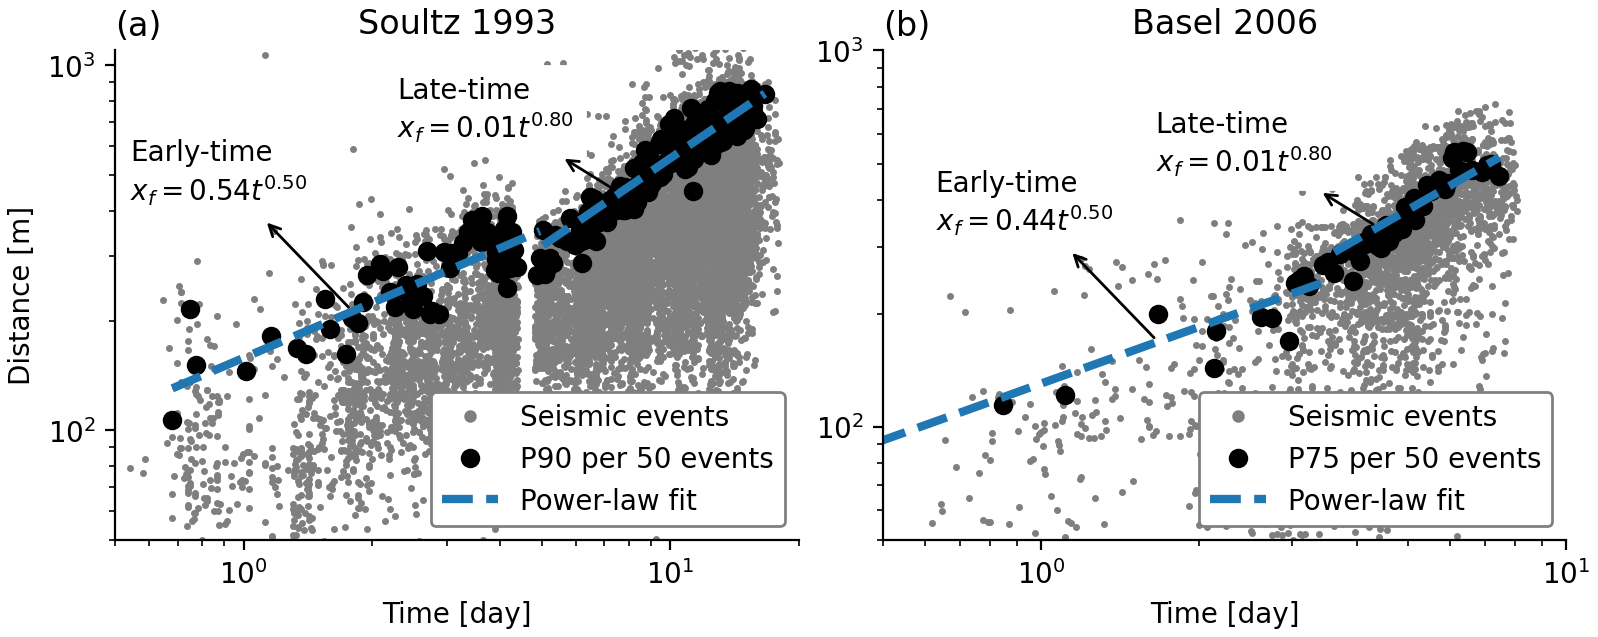 (a) Soultz 1993
10³
Late-time
x_f = 0.01t^0.80
Early-time
x_f = 0.54t^0.50
Distance [m]
10²
Seismic events
P90 per 50 events
Power-law fit
10⁰ 10¹
Time [day]
(b) Basel 2006
10³
Late-time
x_f = 0.01t^0.80
Early-time
x_f = 0.44t^0.50
10²
Seismic events
P75 per 50 events
Power-law fit
10⁰ 10¹
Time [day]